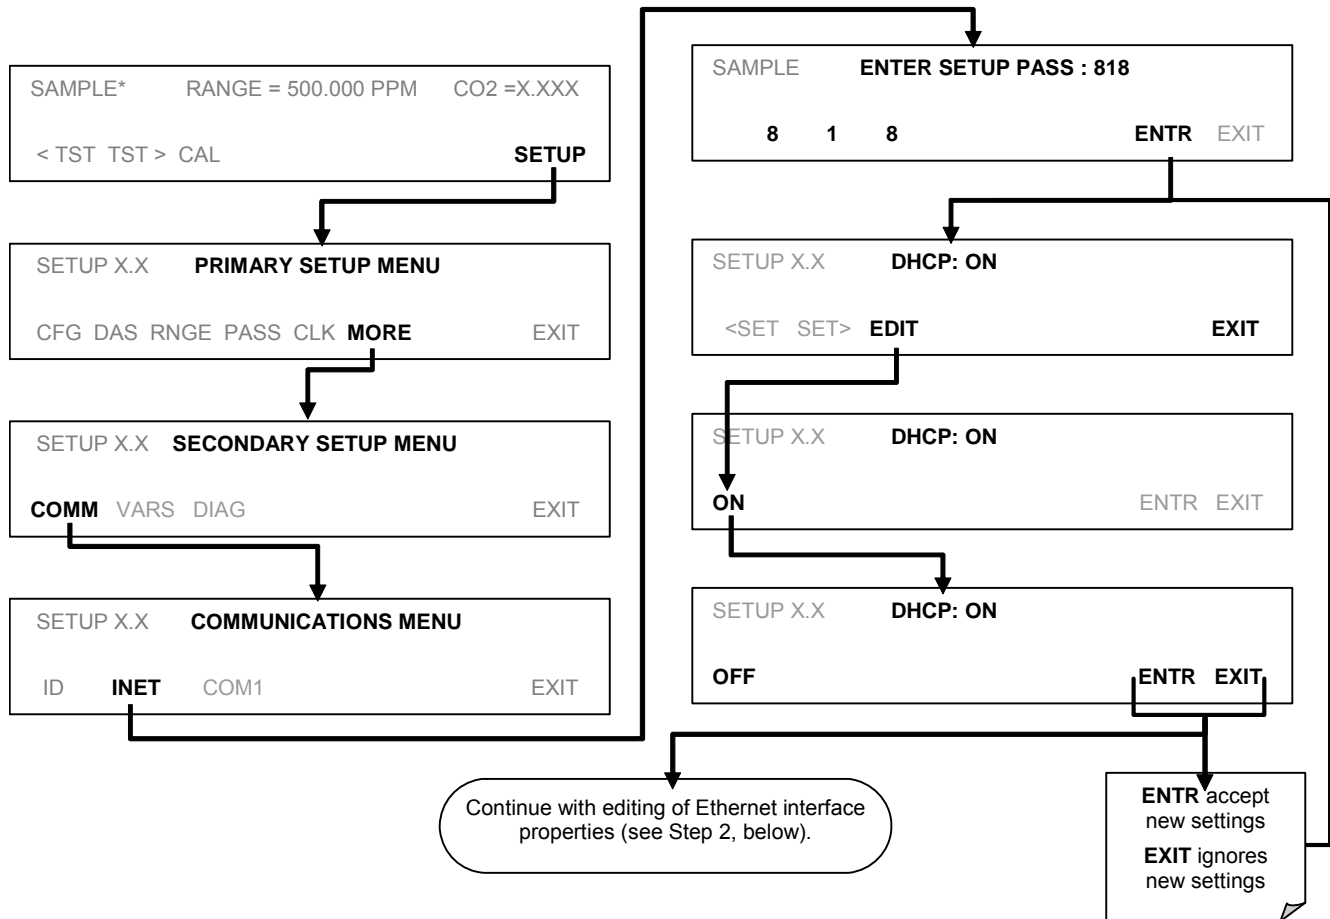 SAMPLE* RANGE = 500.000 PPM CO2 =X.XXX
< TST TST > CAL SETUP
SETUP X.X PRIMARY SETUP MENU
CFG DAS RNGE PASS CLK MORE EXIT
SETUP X.X SECONDARY SETUP MENU
COMM VARS DIAG EXIT
SETUP X.X COMMUNICATIONS MENU
ID INET COM1 EXIT
SAMPLE ENTER SETUP PASS : 818
8 1 8 ENTR EXIT
SETUP X.X DHCP: ON
<SET SET> EDIT EXIT
SETUP X.X DHCP: ON
ON ENTR EXIT
SETUP X.X DHCP: ON
OFF ENTR EXIT
Continue with editing of Ethernet interface
properties (see Step 2, below).
ENTR accept
new settings
EXIT ignores
new settings